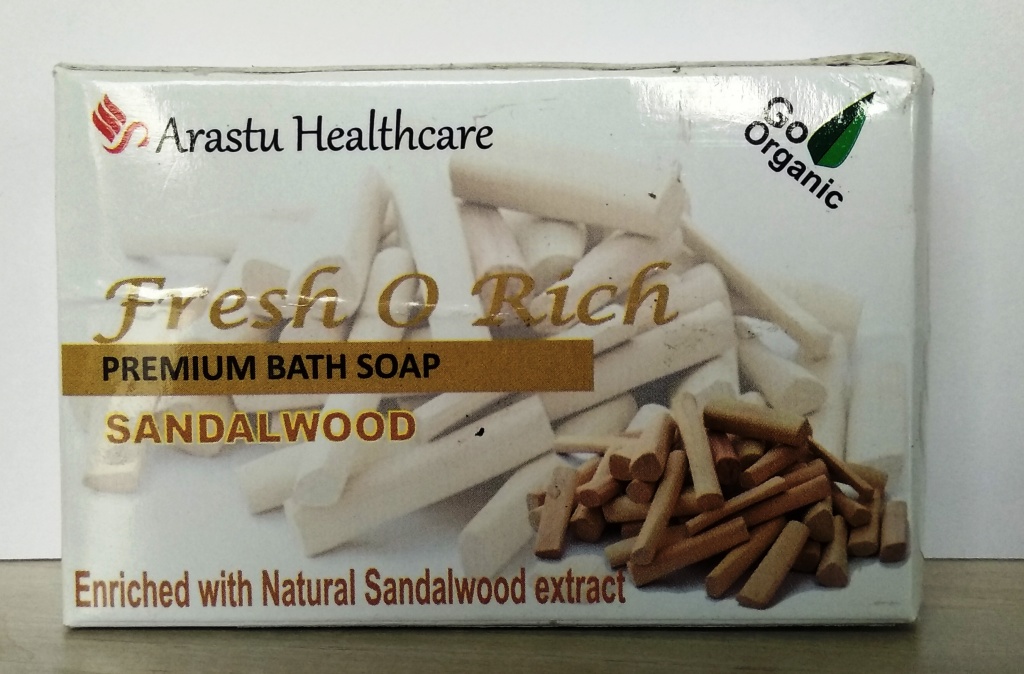 Arastu Healthcare
Go
Organic
Fresh O Rich
PREMIUM BATH SOAP
SANDALWOOD
Enriched with Natural Sandalwood extract